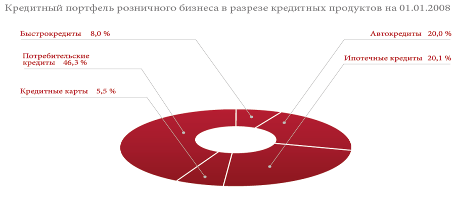 Кредитный портфель розничного бизнеса в разрезе кредитных продуктов на 01.01.2008
Быстрокредиты 8,0 %
Автокредиты 20,0 %
Потребительские
кредиты 46,3 %
Ипотечные кредиты 20,1 %
Кредитные карты 5,5 %